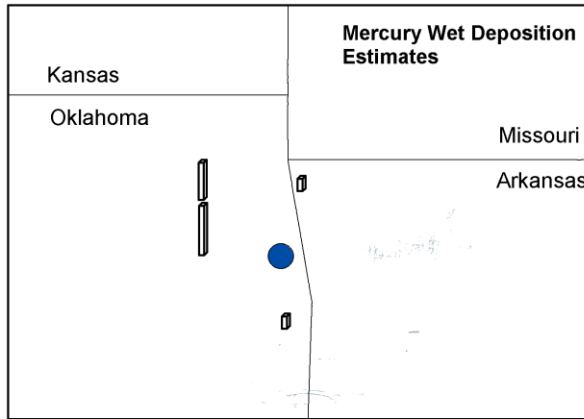 Mercury Wet Deposition
Estimates
Kansas
Oklahoma
Missouri
Arkansas